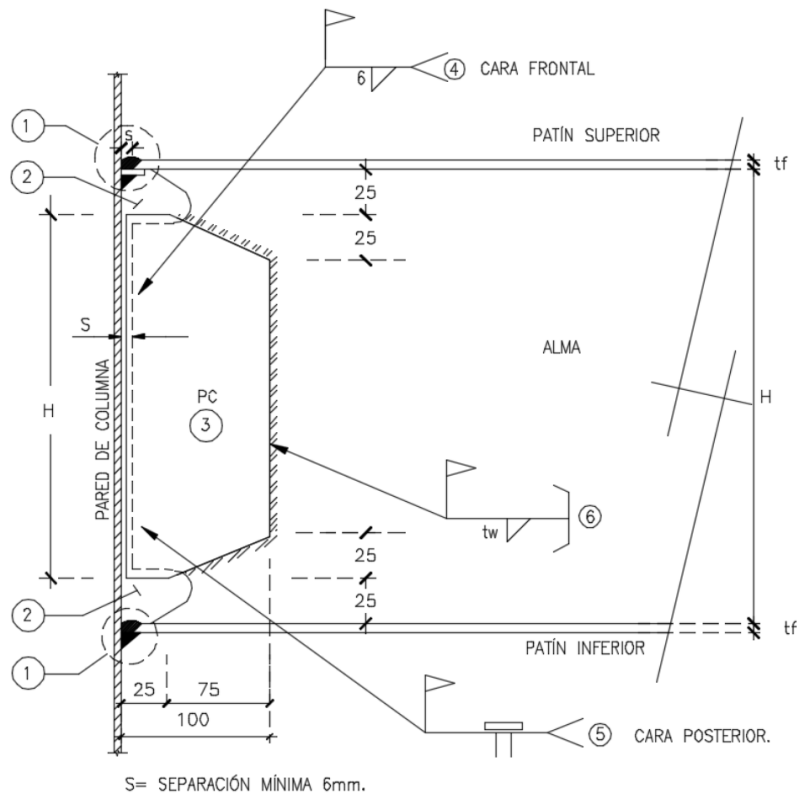 4 CARA FRONTAL
6
1
S
PATÍN SUPERIOR
tf
2
25
25
S
ALMA
H
PC
3
H
PARED DE COLUMNA
6
tw
25
25
2
PATÍN INFERIOR
tf
1
25 75
100
5 CARA POSTERIOR.
S= SEPARACIÓN MÍNIMA 6mm.